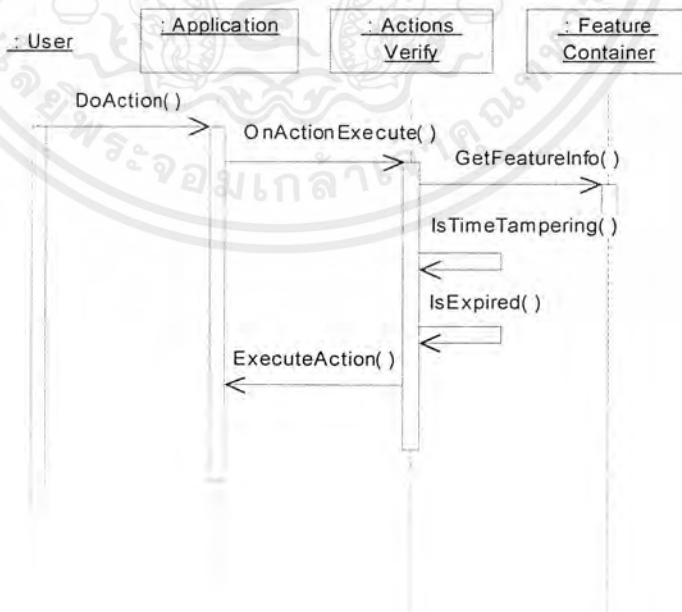 : User
: Application
: Actions
Verify
: Feature
Container
DoAction( )
OnActionExecute( )
GetFeatureInfo( )
IsTimeTampering( )
IsExpired( )
ExecuteAction( )